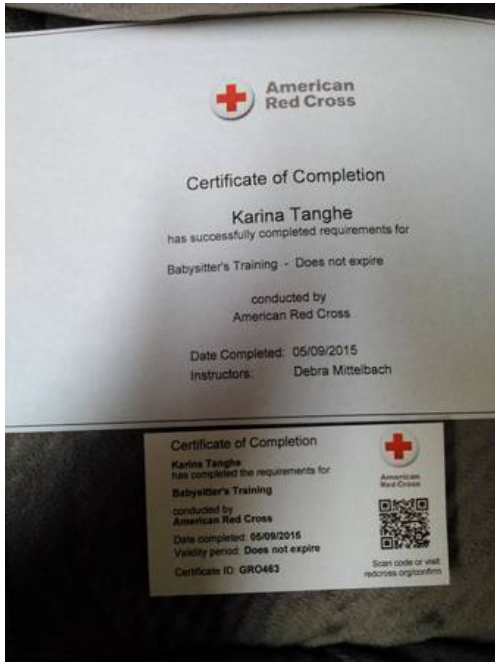 American
Red Cross
Certificate of Completion
Karina Tanghe
has successfully completed requirements for
Babysitter's Training - Does not expire
conducted by
American Red Cross
Date Completed: 05/09/2015
Instructors: Debra Mittelbach
Certificate of Completion
Karina Tanghe
has completed the requirements for
Babysitter's Training
conducted by
American Red Cross
Date completed: 05/09/2015
Validity period: Does not expire
Certificate ID: GRO463
American
Red Cross
Scan code or visit:
redcross.org/confirm